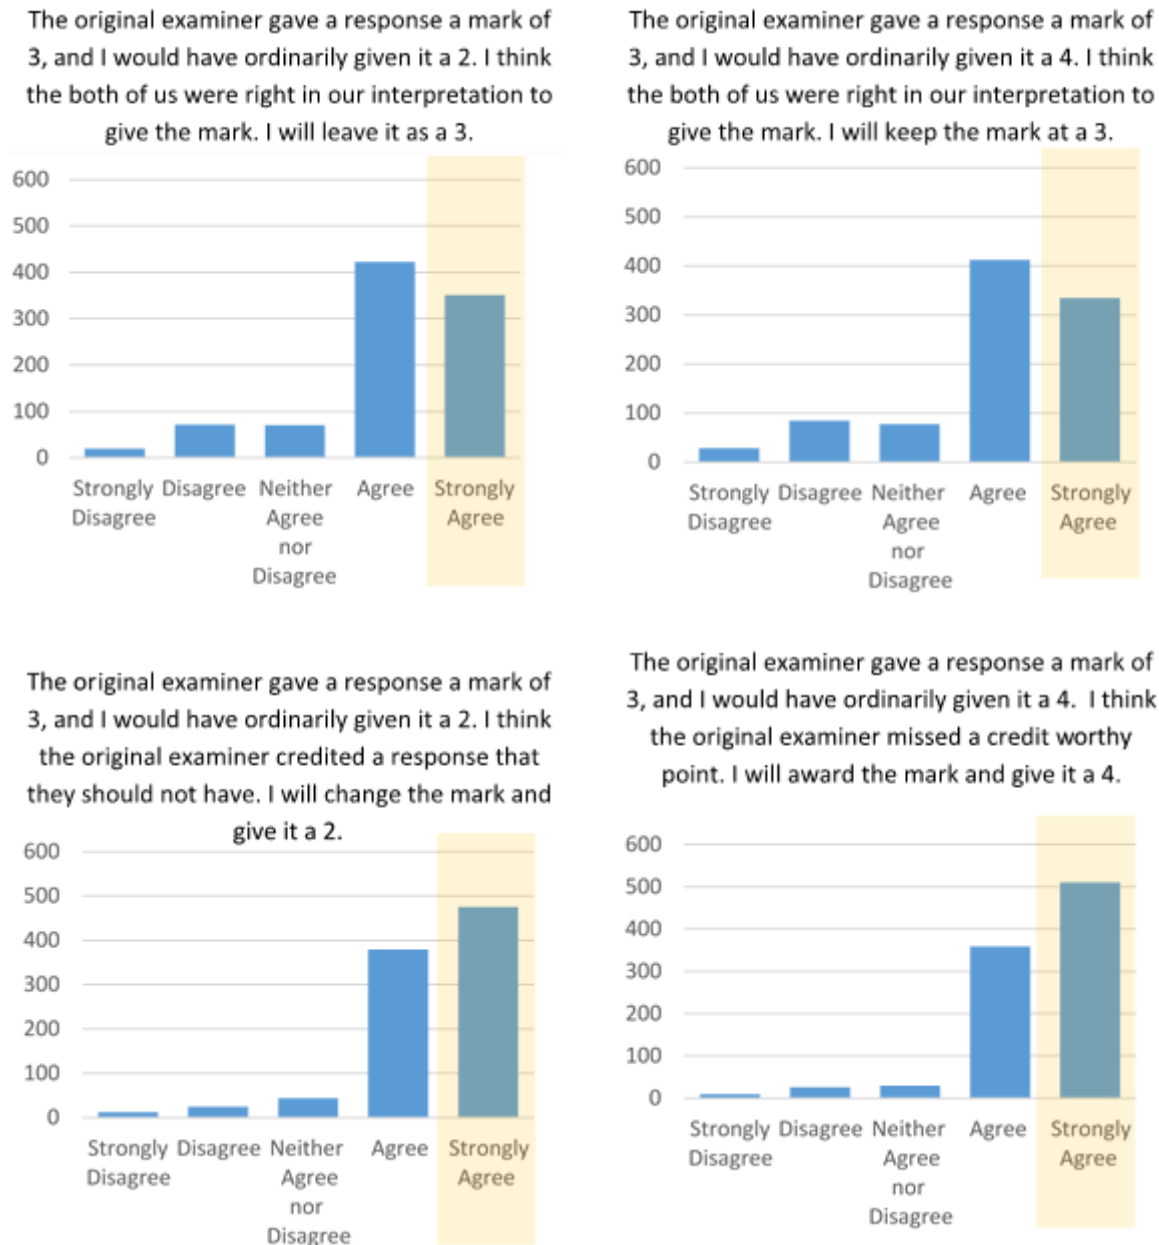 The original examiner gave a response a mark of
3, and I would have ordinarily given it a 2. I think
the both of us were right in our interpretation to
give the mark. I will leave it as a 3.
600
500
400
300
200
100
0
Strongly Disagree Neither Agree Strongly
Disagree Agree Agree
nor
Disagree
The original examiner gave a response a mark of
3, and I would have ordinarily given it a 4. I think
the both of us were right in our interpretation to
give the mark. I will keep the mark at a 3.
600
500
400
300
200
100
0
Strongly Disagree Neither Agree Strongly
Disagree Agree Agree
nor
Disagree
The original examiner gave a response a mark of
3, and I would have ordinarily given it a 2. I think
the original examiner credited a response that
they should not have. I will change the mark and
give it a 2.
600
500
400
300
200
100
0
Strongly Disagree Neither Agree Strongly
Disagree Agree Agree
nor
Disagree
The original examiner gave a response a mark of
3, and I would have ordinarily given it a 4. I think
the original examiner missed a credit worthy
point. I will award the mark and give it a 4.
600
500
400
300
200
100
0
Strongly Disagree Neither Agree Strongly
Disagree Agree Agree
nor
Disagree